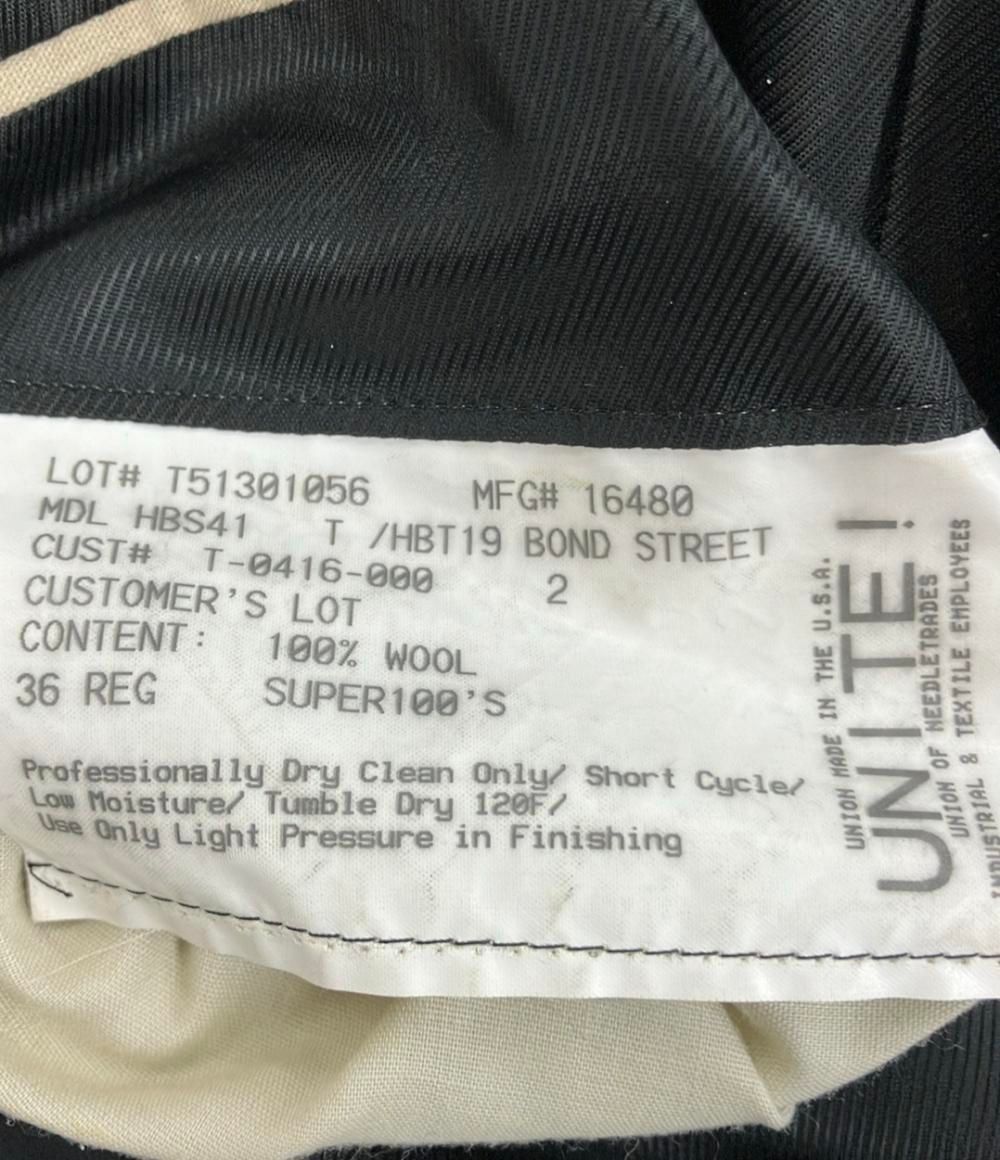 LOT# T51301056 MFG# 16480
MDL HBS41 T /HBT19 BOND STREET
CUST# T-0416-000 2
CUSTOMER'S LOT
CONTENT: 100% WOOL
36 REG SUPER100'S
Professionally Dry Clean Only/ Short Cycle/
Low Moisture/ Tumble Dry 120F/
Use Only Light Pressure in Finishing
UNION MADE IN THE U.S.A.
UNITE!
UNION OF NEEDLETRADES
INDUSTRIAL & TEXTILE EMPLOYEES